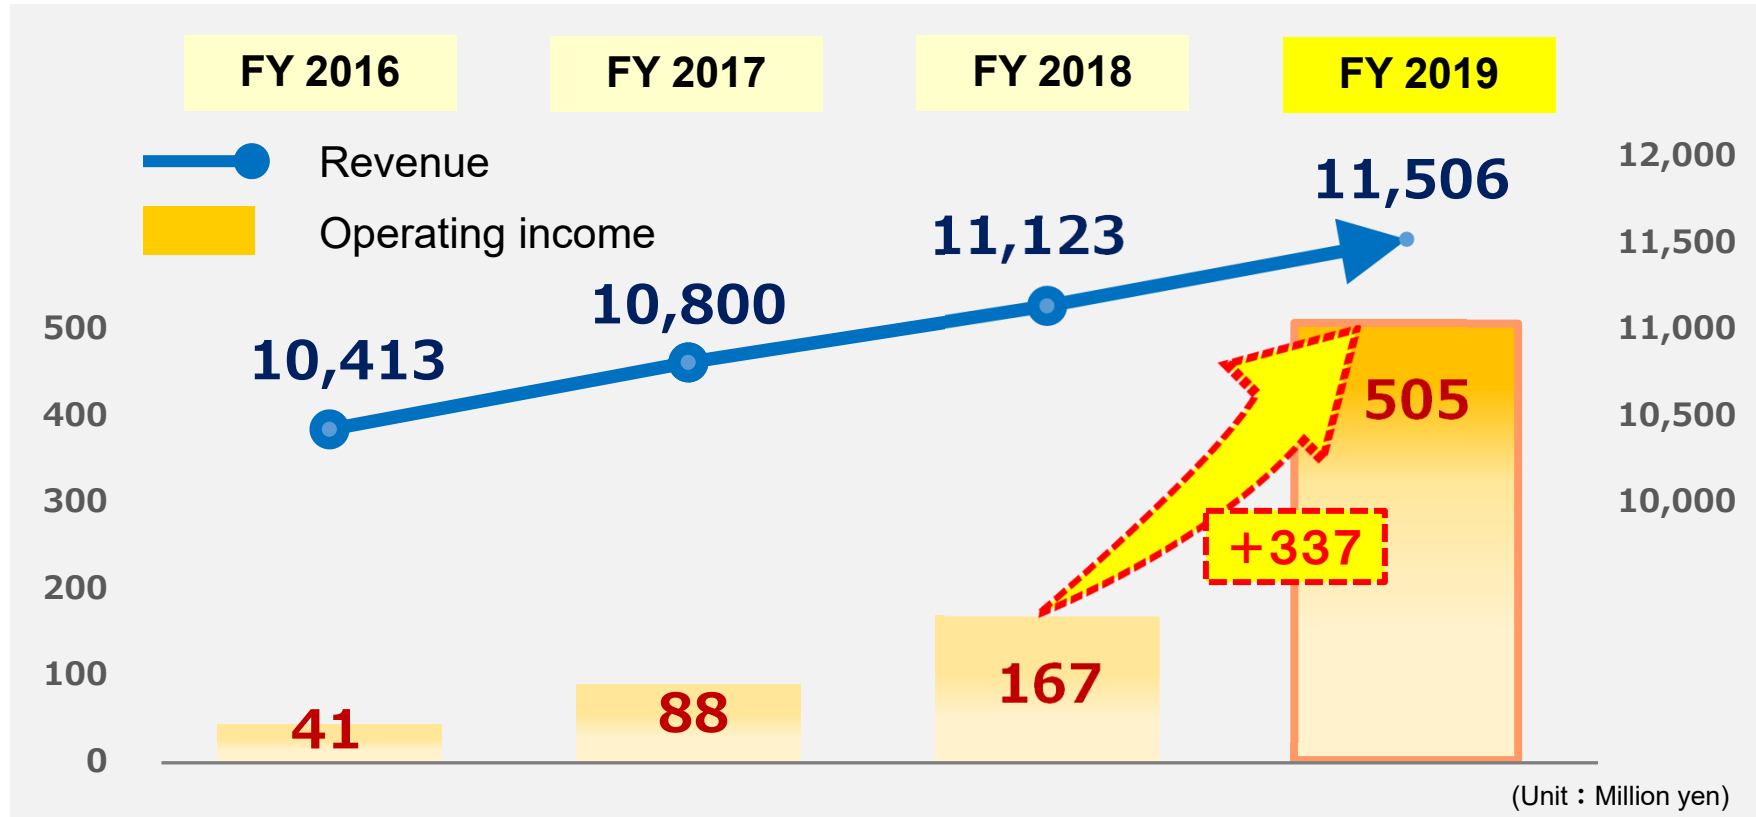 FY 2016
FY 2017
FY 2018
FY 2019
Revenue
Operating income
10,413
10,800
11,123
11,506
12,000
11,500
11,000
10,500
10,000
500
400
300
200
100
0
41
88
167
505
+337
(Unit：Million yen)